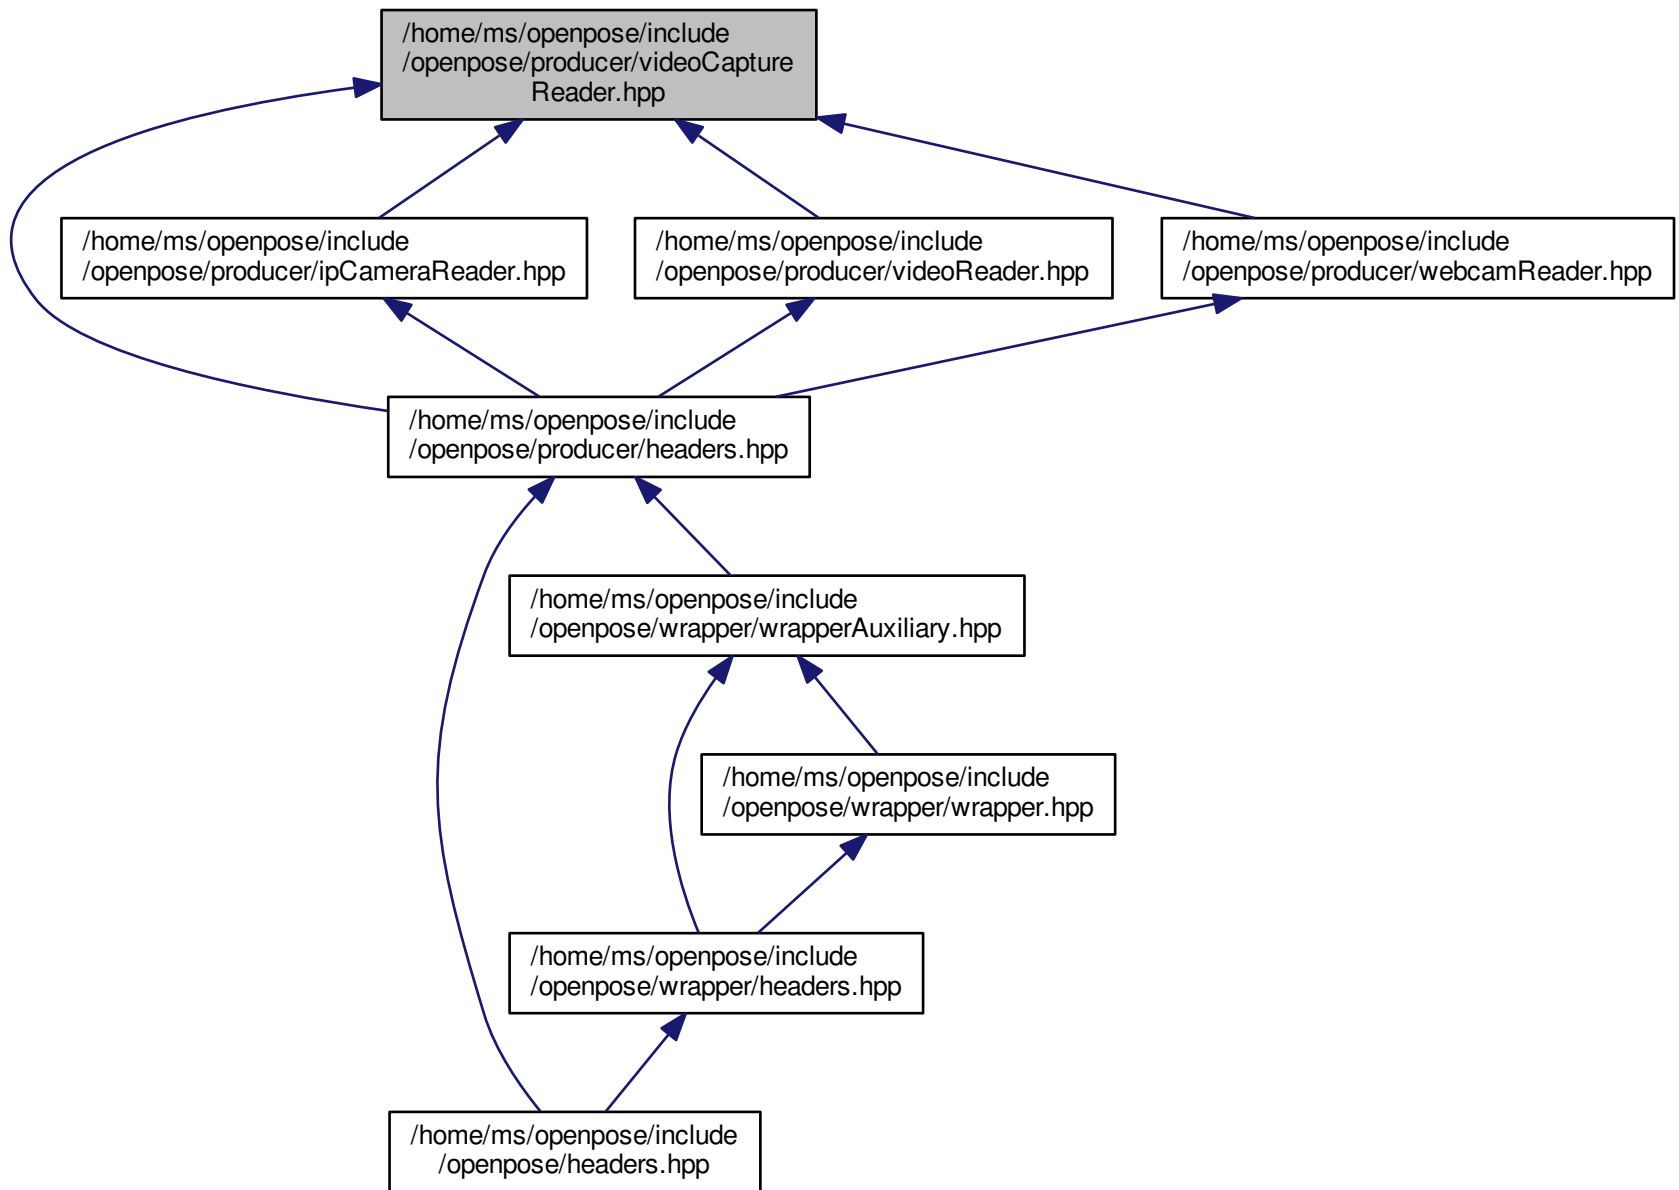 /home/ms/openpose/include
/openpose/producer/videoCapture
Reader.hpp
/home/ms/openpose/include
/openpose/producer/ipCameraReader.hpp
/home/ms/openpose/include
/openpose/producer/videoReader.hpp
/home/ms/openpose/include
/openpose/producer/webcamReader.hpp
/home/ms/openpose/include
/openpose/producer/headers.hpp
/home/ms/openpose/include
/openpose/wrapper/wrapperAuxiliary.hpp
/home/ms/openpose/include
/openpose/wrapper/wrapper.hpp
/home/ms/openpose/include
/openpose/wrapper/headers.hpp
/home/ms/openpose/include
/openpose/headers.hpp